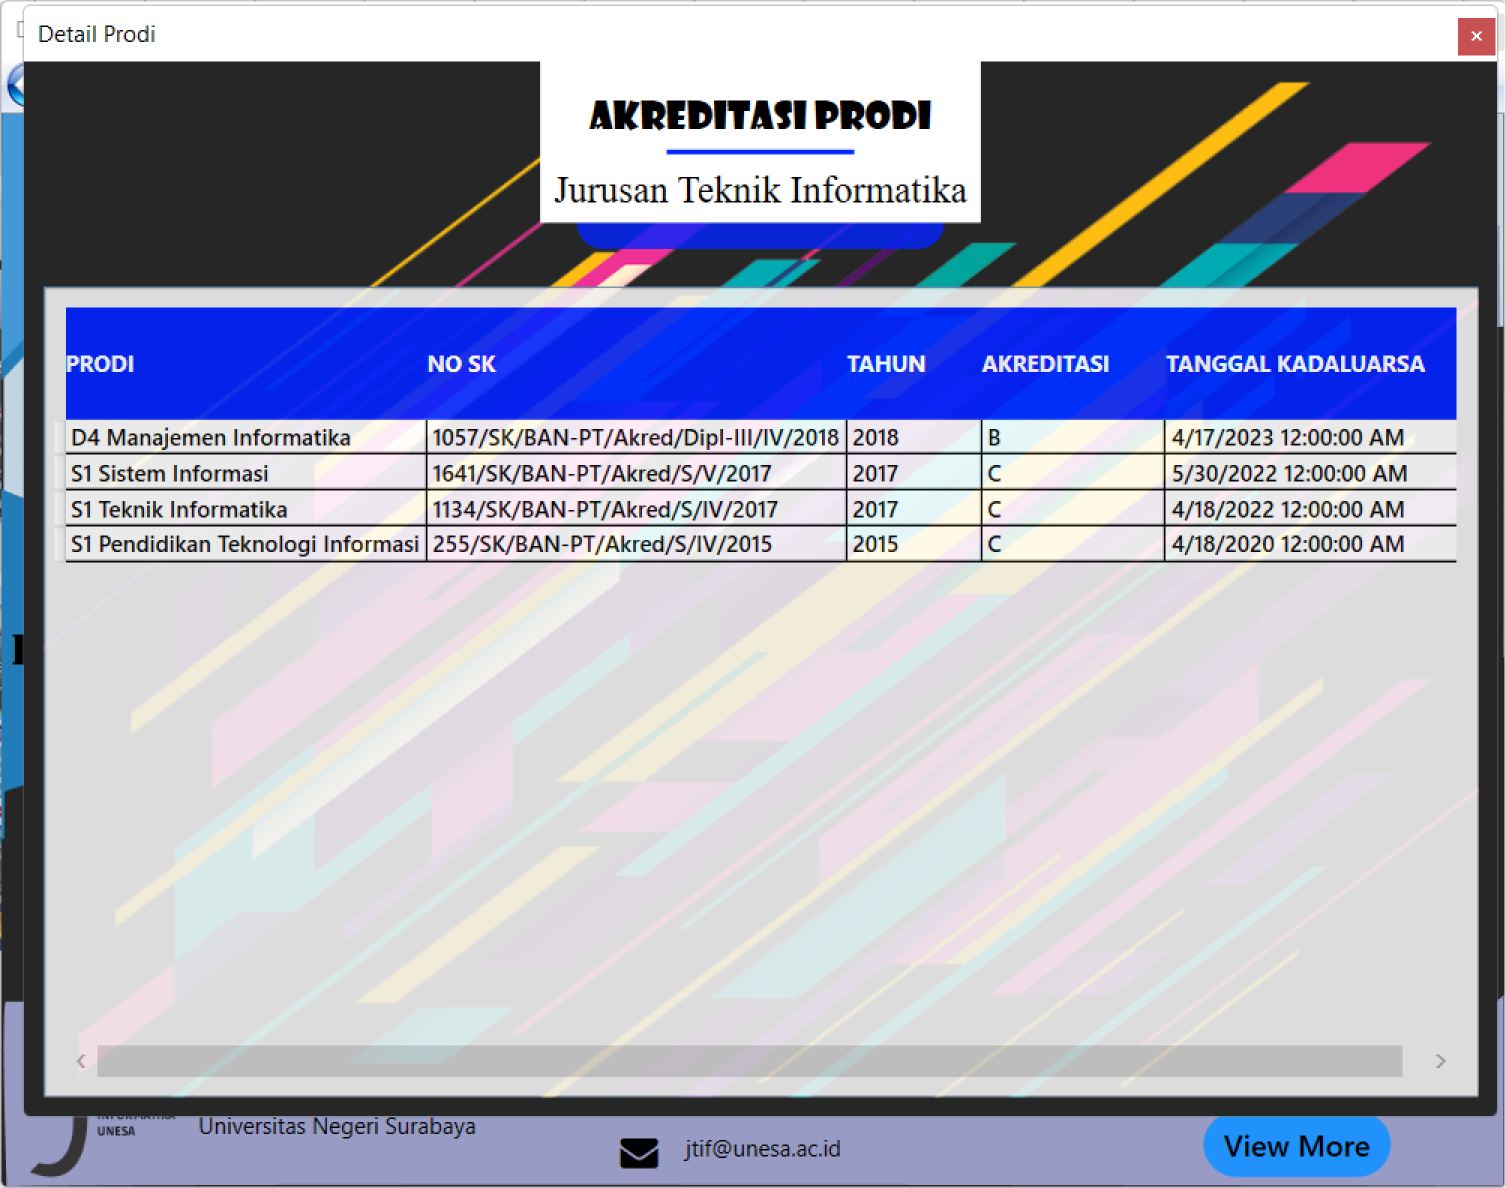 Detail Prodi
AKREDITASI PRODI
Jurusan Teknik Informatika
PRODI NO SK TAHUN AKREDITASI TANGGAL KADALUARSA
D4 Manajemen Informatika 1057/SK/BAN-PT/Akred/Dipl-III/IV/2018 2018 B 4/17/2023 12:00:00 AM
S1 Sistem Informasi 1641/SK/BAN-PT/Akred/S/V/2017 2017 C 5/30/2022 12:00:00 AM
S1 Teknik Informatika 1134/SK/BAN-PT/Akred/S/IV/2017 2017 C 4/18/2022 12:00:00 AM
S1 Pendidikan Teknologi Informasi 255/SK/BAN-PT/Akred/S/IV/2015 2015 C 4/18/2020 12:00:00 AM
UNESA
Universitas Negeri Surabaya
jtif@unesa.ac.id
View More